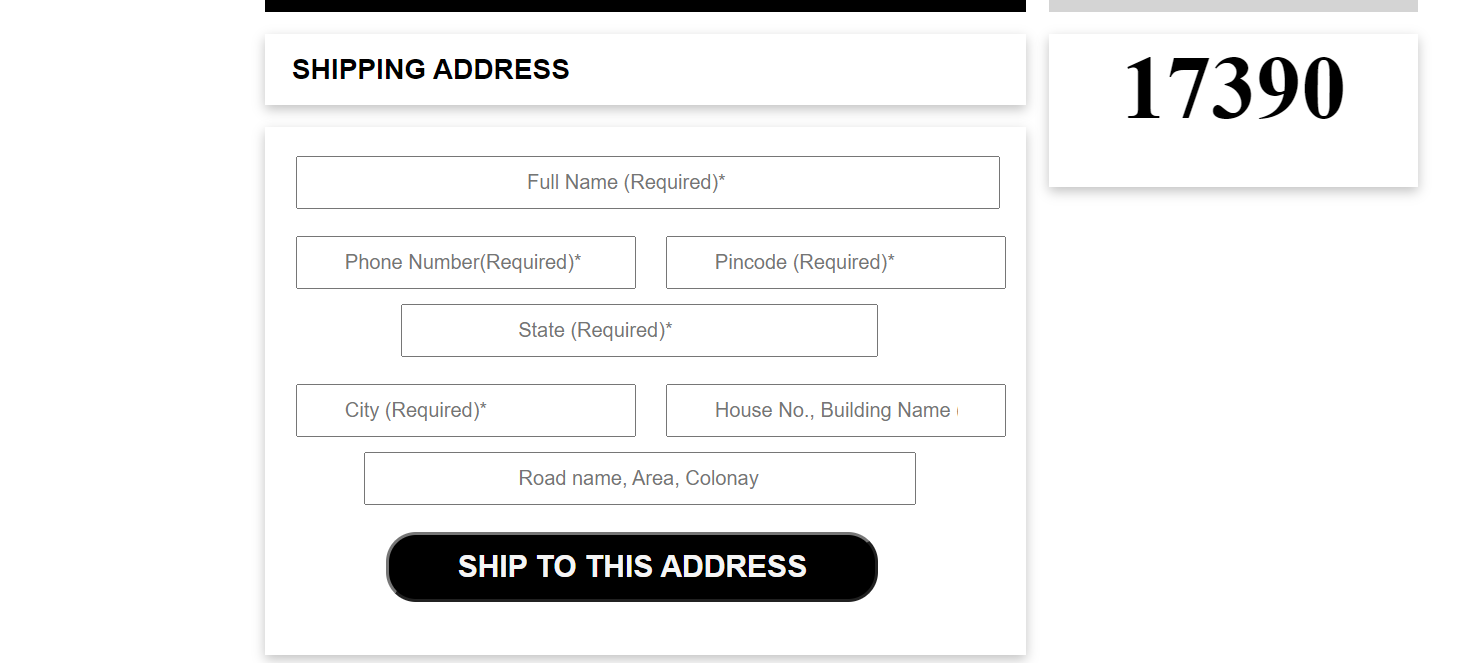 SHIPPING ADDRESS
17390
Full Name (Required)*
Phone Number(Required)*
Pincode (Required)*
State (Required)*
City (Required)*
House No., Building Name (
Road name, Area, Colonay
SHIP TO THIS ADDRESS